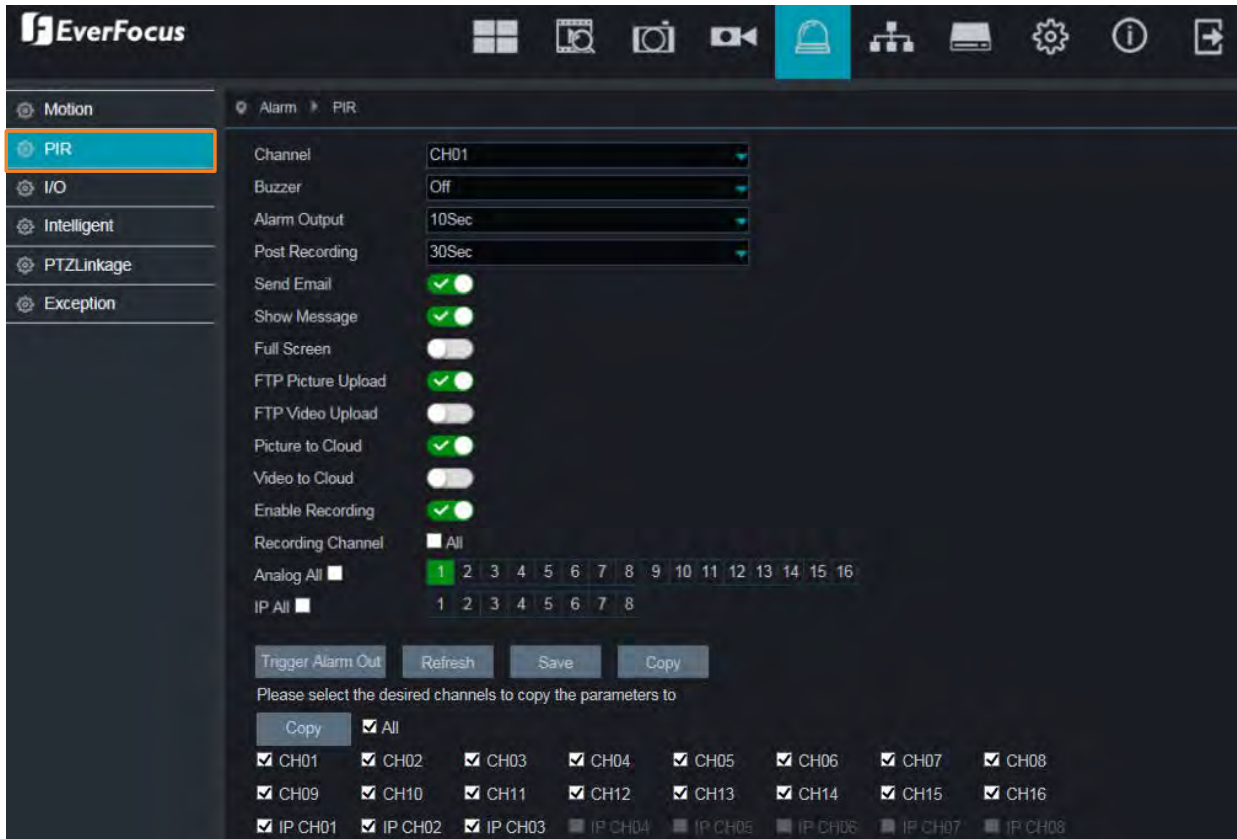 EverFocus
Motion
PIR
I/O
Intelligent
PTZLinkage
Exception
Alarm PIR
Channel CH01
Buzzer Off
Alarm Output 10Sec
Post Recording 30Sec
Send Email
Show Message
Full Screen
FTP Picture Upload
FTP Video Upload
Picture to Cloud
Video to Cloud
Enable Recording
Recording Channel All
Analog All 1 2 3 4 5 6 7 8 9 10 11 12 13 14 15 16
IP All 1 2 3 4 5 6 7 8
Trigger Alarm Out Refresh Save Copy
Please select the desired channels to copy the parameters to
Copy All
CH01 CH02 CH03 CH04 CH05 CH06 CH07 CH08
CH09 CH10 CH11 CH12 CH13 CH14 CH15 CH16
IP CH01 IP CH02 IP CH03 IP CH04 IP CH05 IP CH06 IP CH07 IP CH08